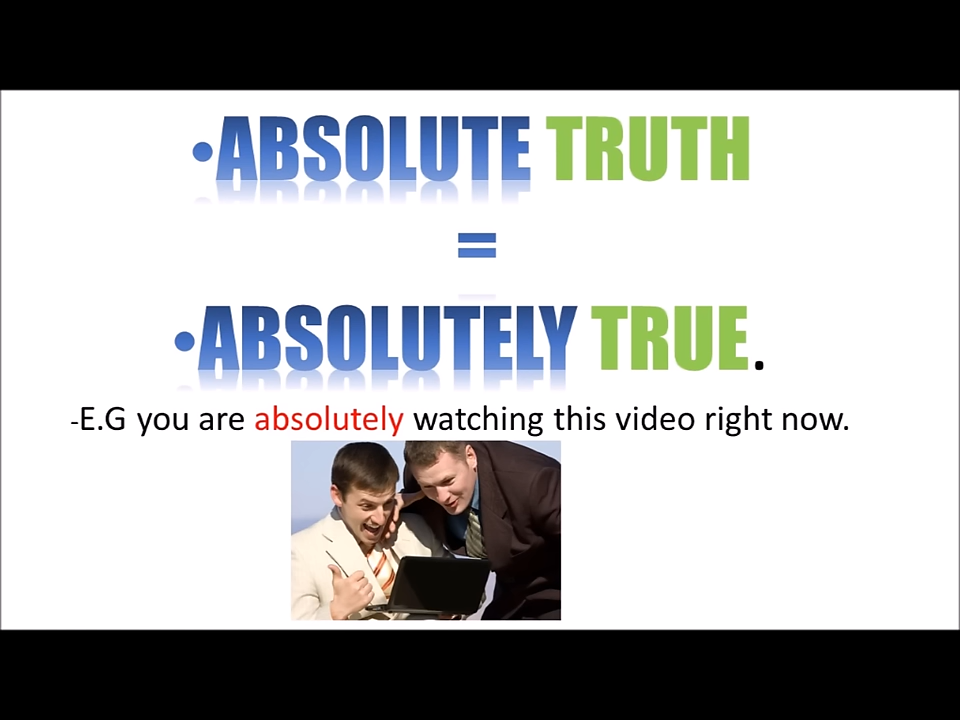 •ABSOLUTE TRUTH
=
•ABSOLUTELY TRUE.
-E.G you are absolutely watching this video right now.